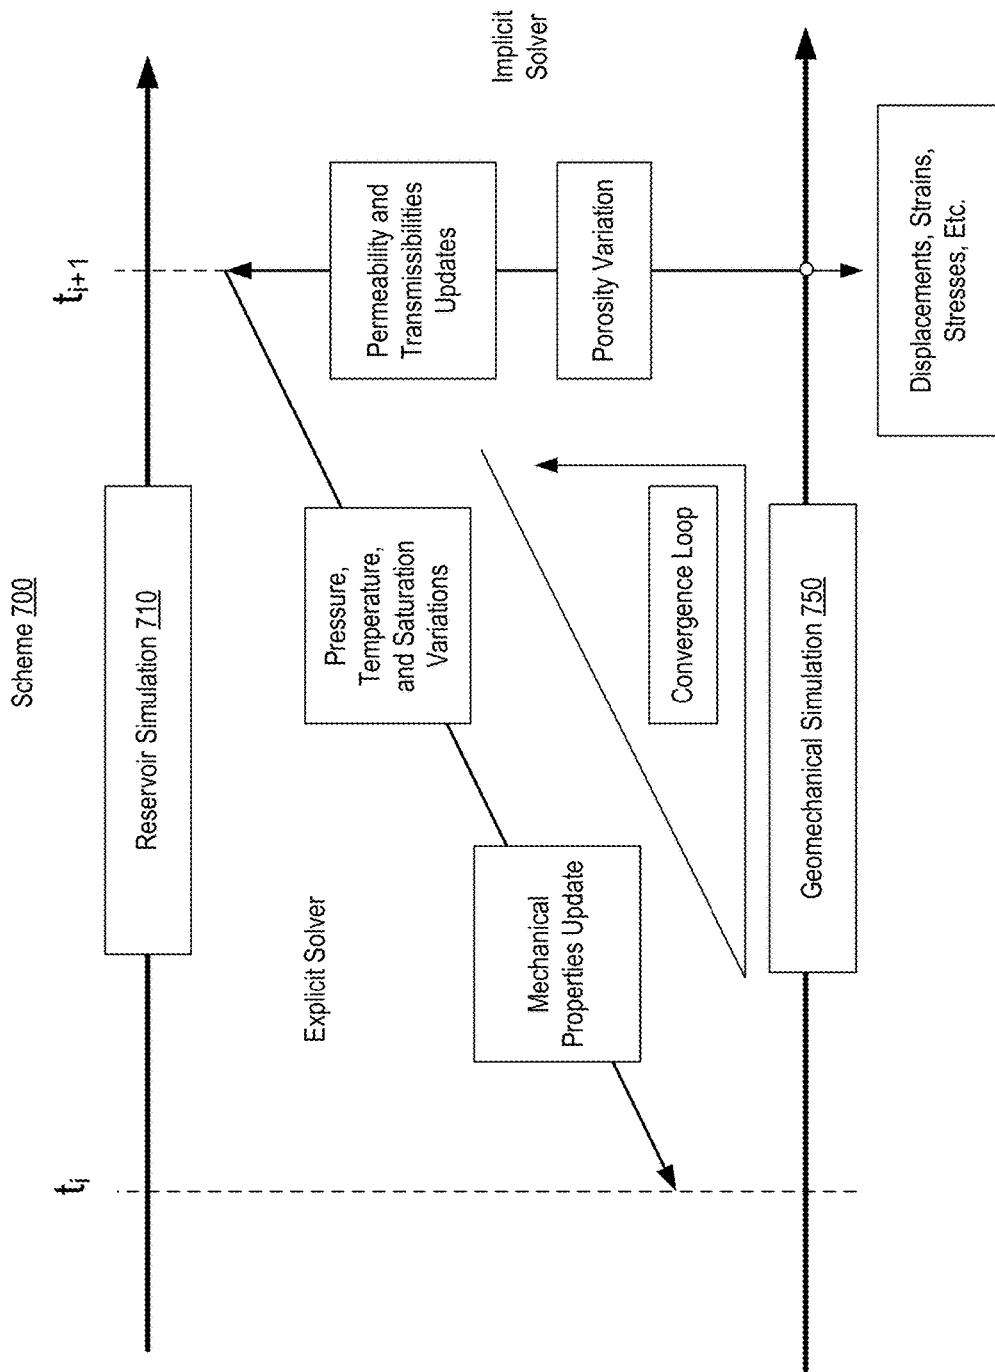 Scheme 700
t_i
t_{i+1}
Reservoir Simulation 710
Explicit Solver
Pressure,
Temperature,
and Saturation
Variations
Permeability and
Transmissibilities
Updates
Implicit
Solver
Mechanical
Properties Update
Porosity Variation
Convergence Loop
Geomechanical Simulation 750
Displacements, Strains,
Stresses, Etc.